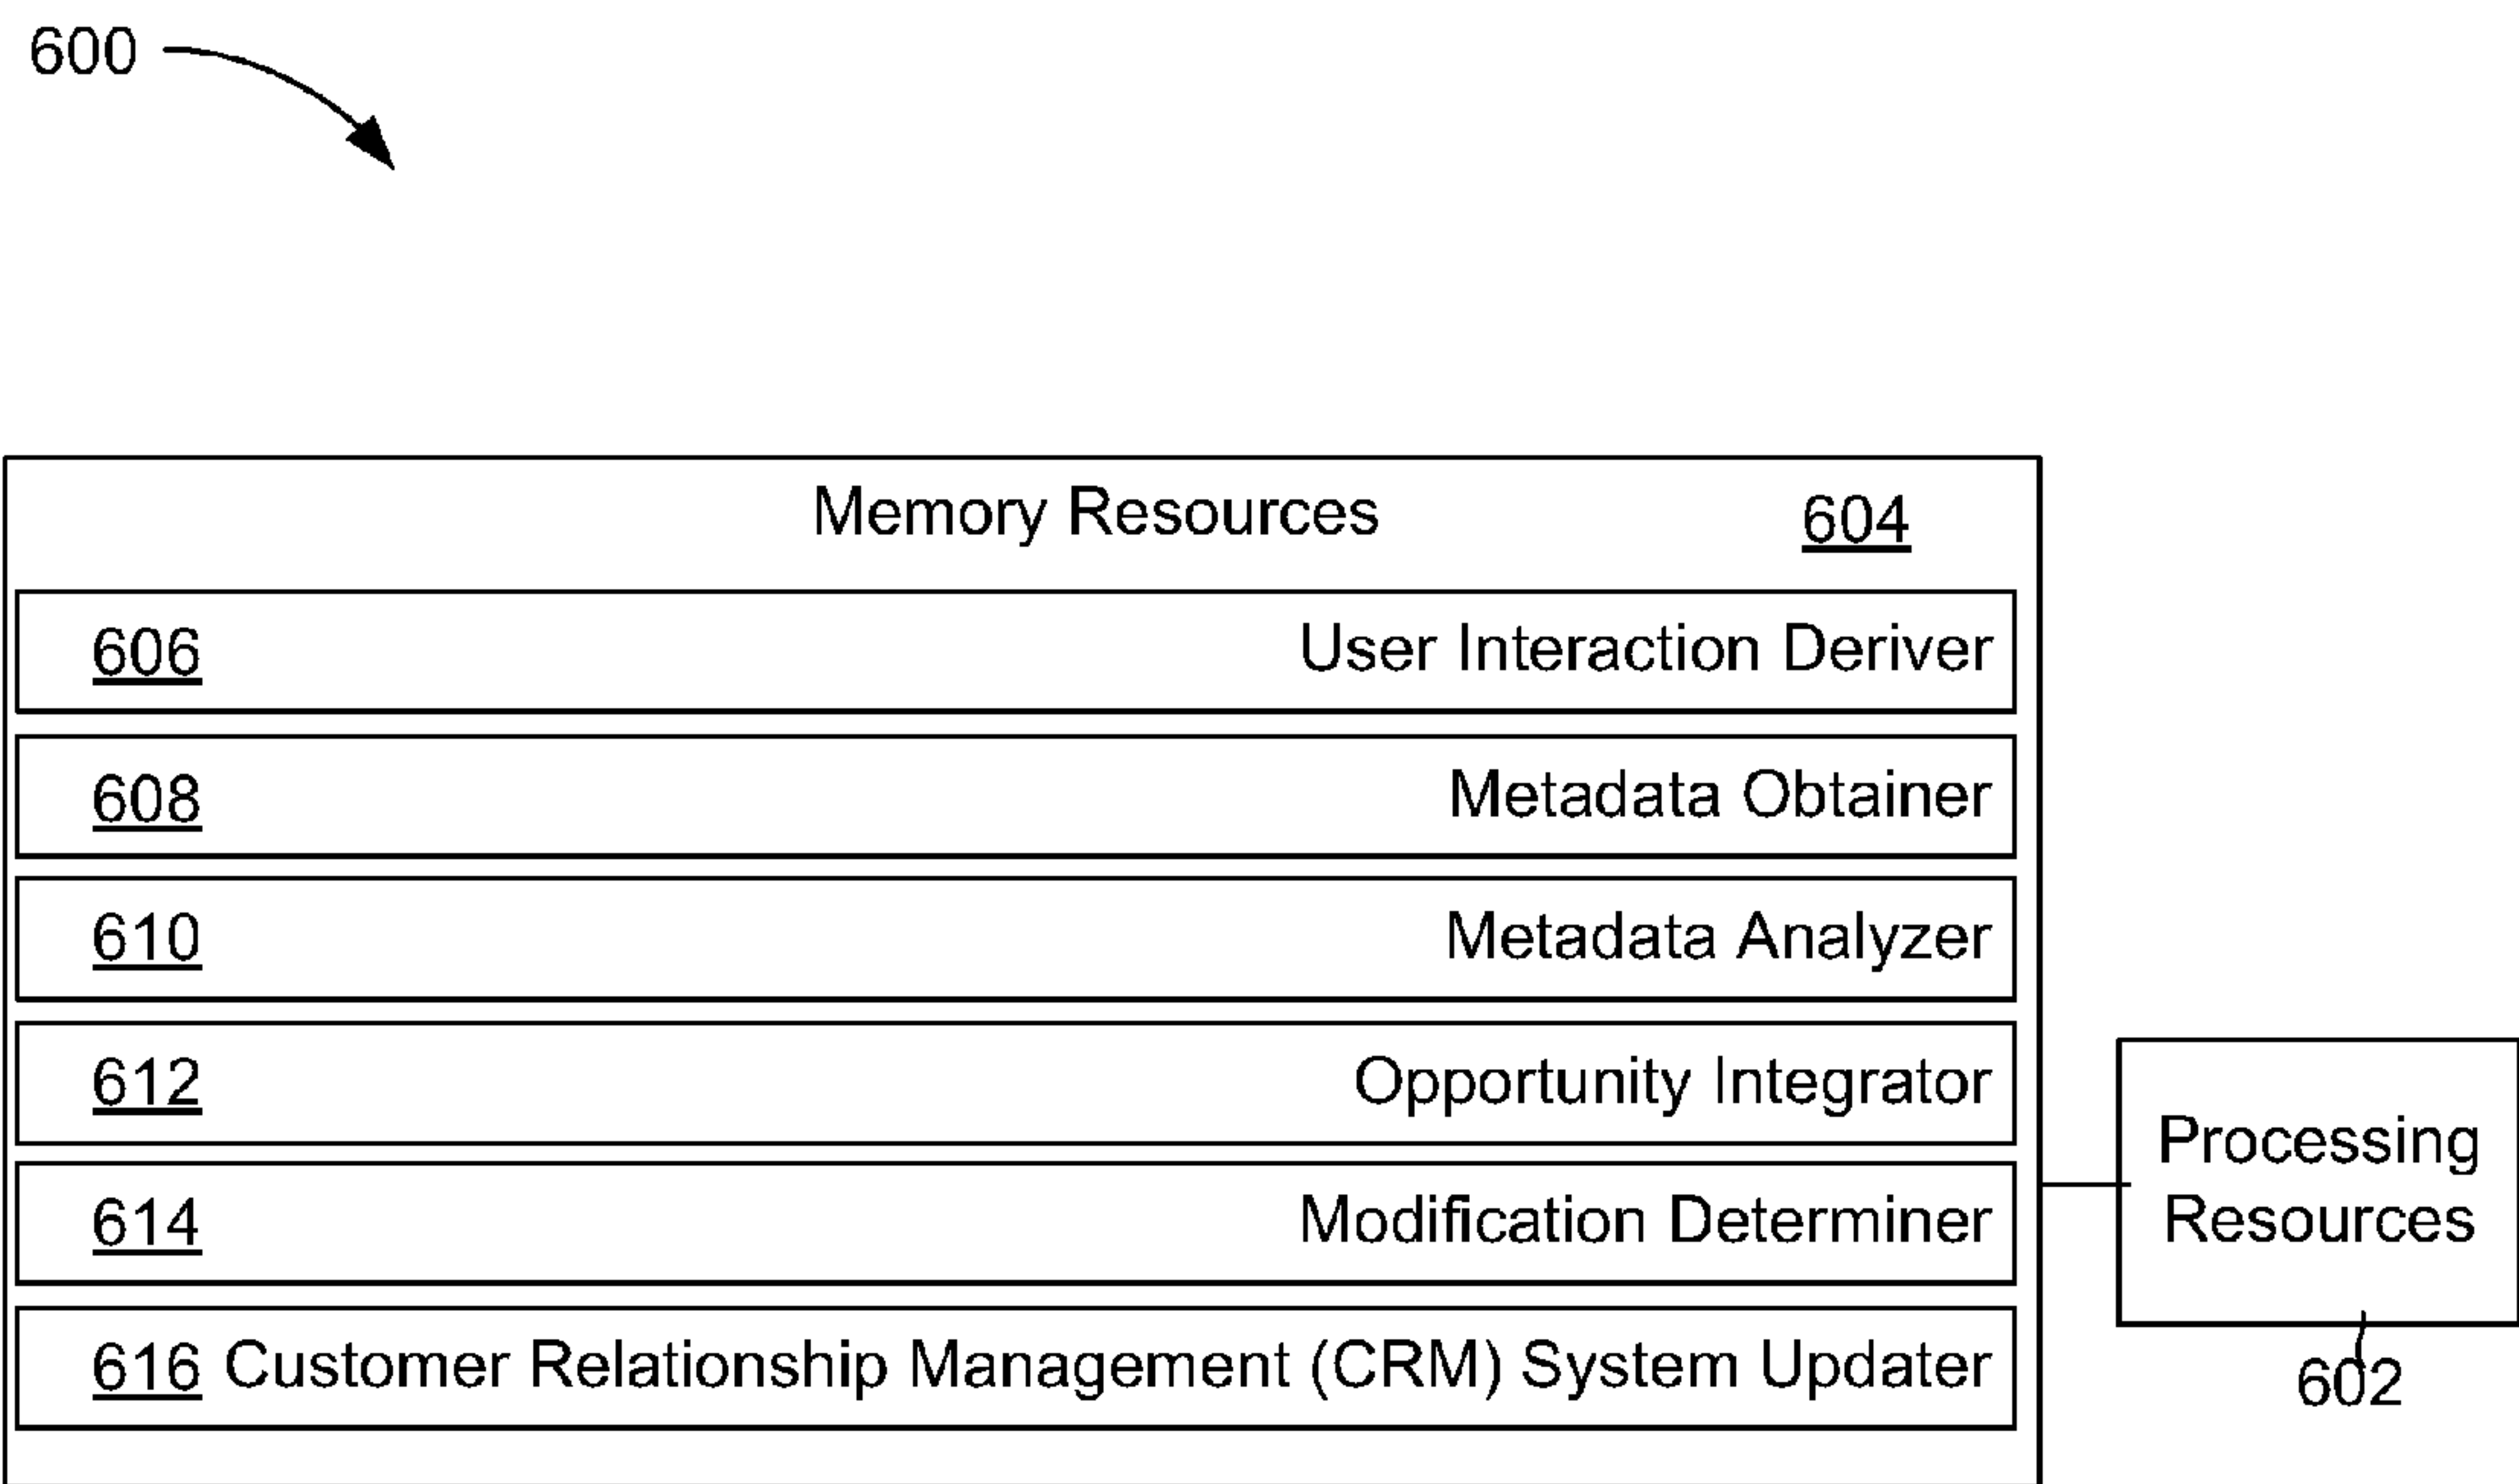 600
Memory Resources 604
606 User Interaction Deriver
608 Metadata Obtainer
610 Metadata Analyzer
612 Opportunity Integrator
614 Modification Determiner
616 Customer Relationship Management (CRM) System Updater
Processing
Resources
602